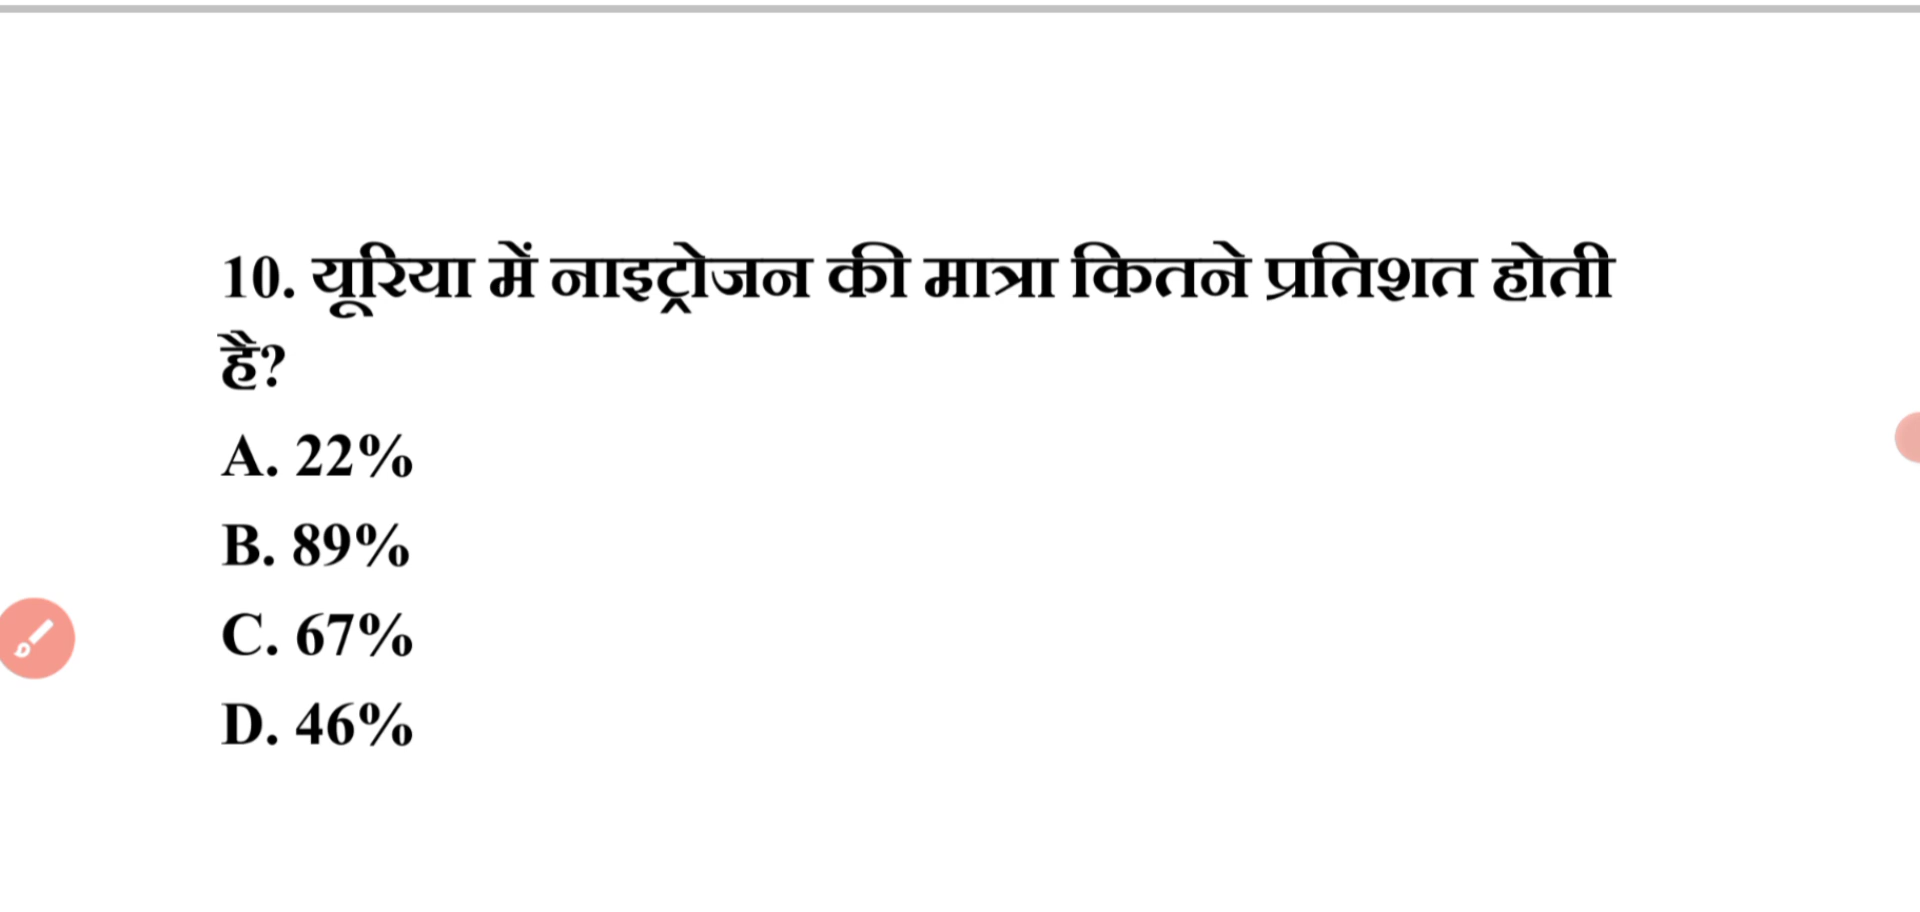 10. यूरिया में नाइट्रोजन की मात्रा कितने प्रतिशत होती
है?
A. 22%
B. 89%
C. 67%
D. 46%